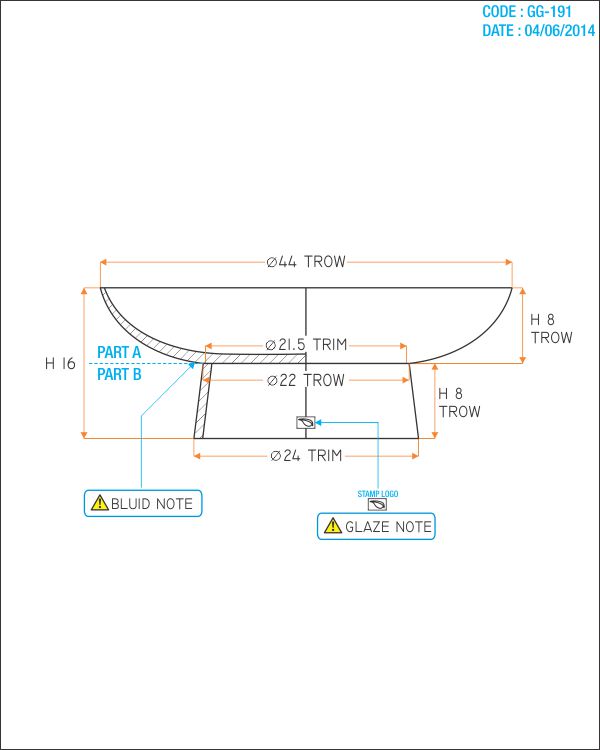 CODE : GG-191
DATE : 04/06/2014
⌀44 TROW
H 8
TROW
⌀21.5 TRIM
PART A
H 16
PART B
⌀22 TROW
H 8
TROW
⌀24 TRIM
STAMP LOGO
BLUID NOTE
GLAZE NOTE